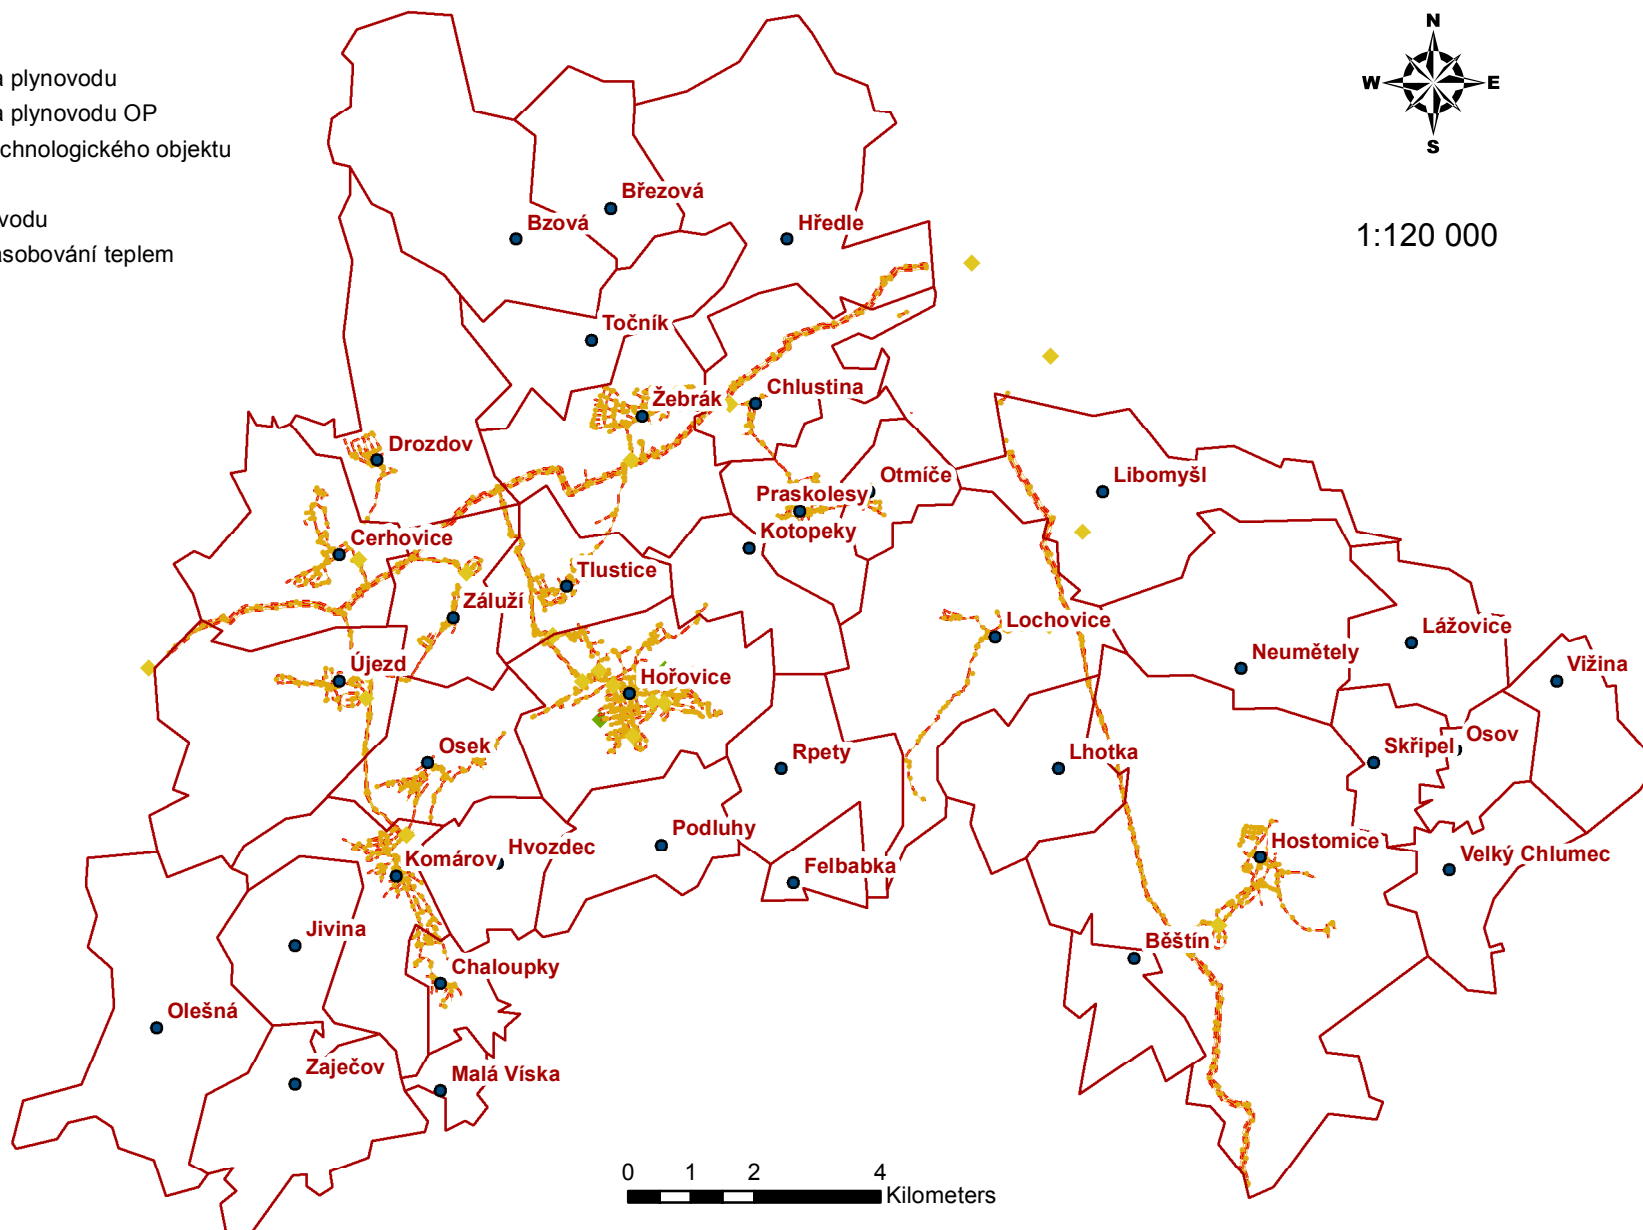 N
W E
S
1:120 000
a plynovodu
a plynovodu OP
chnologického objektu
vodu
sobování teplem
Březová
Bzová
Hředle
Točník
Žebrák
Chlustina
Drozdov
Otmíče
Libomyšl
Praskolesy
Cerhovice
Kotopeky
Tlustice
Záluží
Lochovice
Lážovice
Neumětely
Vižina
Újezd
Hořovice
Osek
Rpety
Lhotka
Skřipel
Osov
Podluhy
Hvozdec
Hostomice
Komárov
Felbabka
Velký Chlumec
Jivina
Běštín
Chaloupky
Olešná
Zaječov
Malá Víska
0 1 2 4
Kilometers